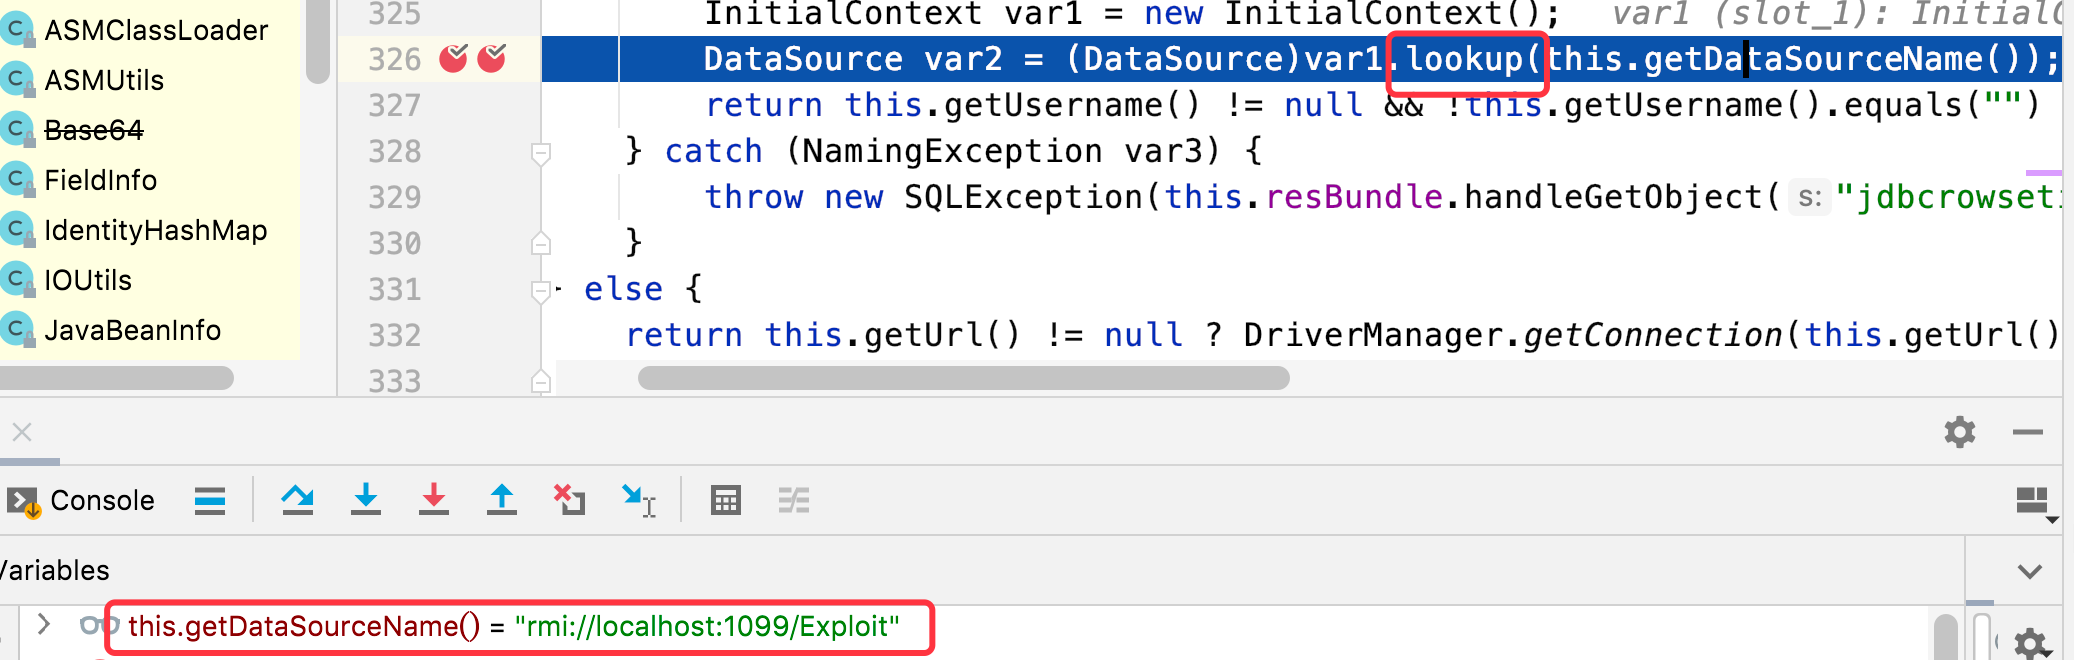 ASMClassLoader
ASMUtils
Base64
FieldInfo
IdentityHashMap
IOUtils
JavaBeanInfo
325 InitialContext var1 = new InitialContext(); var1 (slot_1): InitialC
326 DataSource var2 = (DataSource)var1.lookup(this.getDataSourceName());
327 return this.getUsername() != null && !this.getUsername().equals("")
328 } catch (NamingException var3) {
329 throw new SQLException(this.resBundle.handleGetObject( s: "jdbcrowseti
330 }
331 else {
332 return this.getUrl() != null ? DriverManager.getConnection(this.getUrl()
333
Console
Variables
this.getDataSourceName() = "rmi://localhost:1099/Exploit"